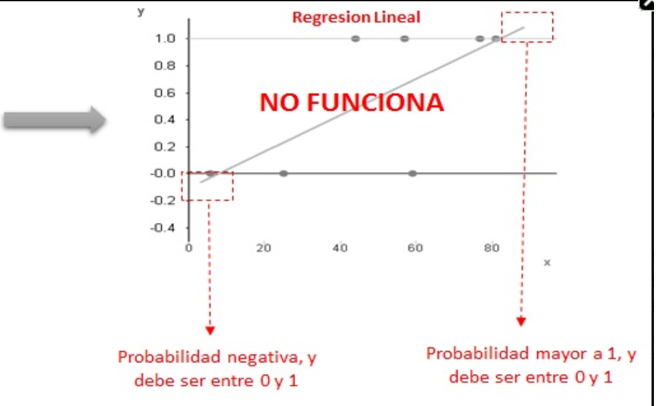 y
Regresion Lineal
1.0
0.8
NO FUNCIONA
0.6
0.4
0.2
-0.0
-0.2
-0.4
0 20 40 60 80
x
Probabilidad negativa, y
debe ser entre 0 y 1
Probabilidad mayor a 1, y
debe ser entre 0 y 1